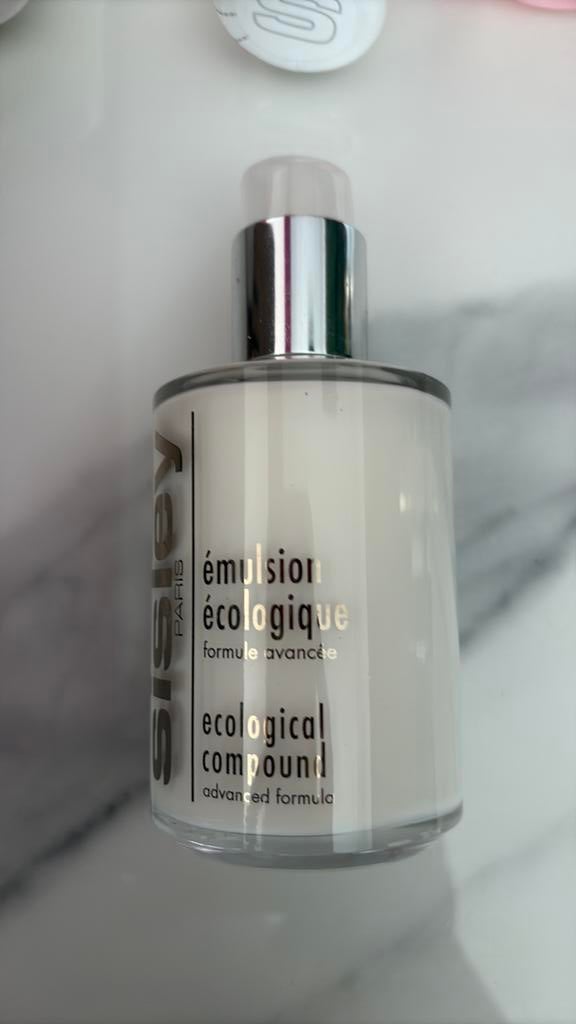 S
sisley
PARIS
émulsion
écologique
formule avancée
ecological
compound
advanced formula